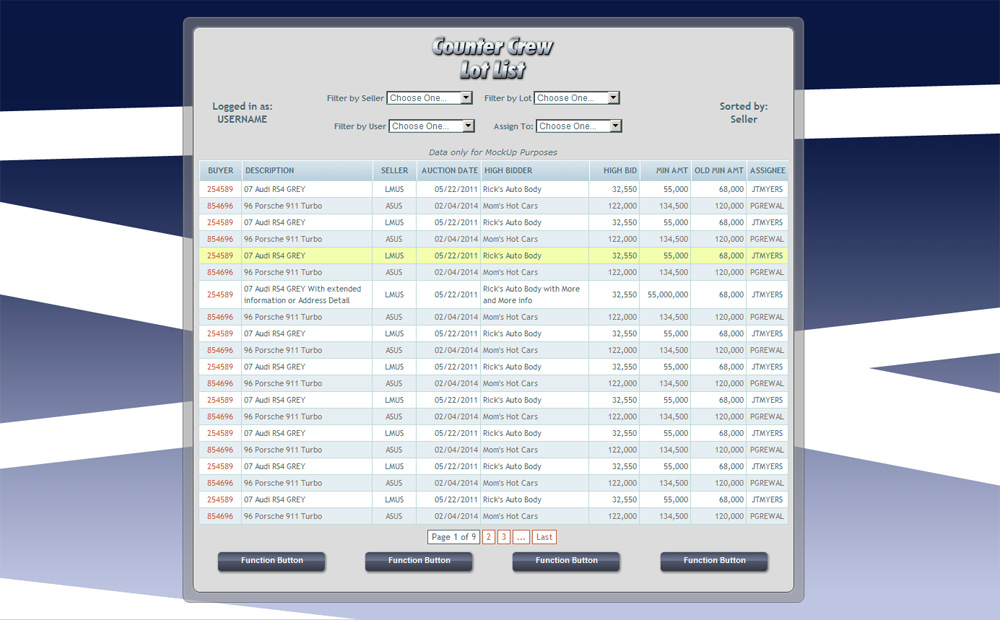 Counter Crew
Lot List
Logged in as:
USERNAME
Filter by Seller Choose One... Filter by Lot Choose One...
Filter by User Choose One... Assign To: Choose One...
Sorted by:
Seller
Data only for MockUp Purposes
BUYER DESCRIPTION SELLER AUCTION DATE HIGH BIDDER HIGH BID MIN AMT OLD MIN AMT ASSIGNEE
254589 07 Audi RS4 GREY LMUS 05/22/2011 Rick's Auto Body 32,550 55,000 68,000 JTMYERS
854696 96 Porsche 911 Turbo ASUS 02/04/2014 Mom's Hot Cars 122,000 134,500 120,000 PGREWAL
254589 07 Audi RS4 GREY LMUS 05/22/2011 Rick's Auto Body 32,550 55,000 68,000 JTMYERS
854696 96 Porsche 911 Turbo ASUS 02/04/2014 Mom's Hot Cars 122,000 134,500 120,000 PGREWAL
254589 07 Audi RS4 GREY LMUS 05/22/2011 Rick's Auto Body 32,550 55,000 68,000 JTMYERS
854696 96 Porsche 911 Turbo ASUS 02/04/2014 Mom's Hot Cars 122,000 134,500 120,000 PGREWAL
254589 07 Audi RS4 GREY With extended information or Address Detail LMUS 05/22/2011 Rick's Auto Body with More and More info 32,550 55,000,000 68,000 JTMYERS
854696 96 Porsche 911 Turbo ASUS 02/04/2014 Mom's Hot Cars 122,000 134,500 120,000 PGREWAL
254589 07 Audi RS4 GREY LMUS 05/22/2011 Rick's Auto Body 32,550 55,000 68,000 JTMYERS
854696 96 Porsche 911 Turbo ASUS 02/04/2014 Mom's Hot Cars 122,000 134,500 120,000 PGREWAL
254589 07 Audi RS4 GREY LMUS 05/22/2011 Rick's Auto Body 32,550 55,000 68,000 JTMYERS
854696 96 Porsche 911 Turbo ASUS 02/04/2014 Mom's Hot Cars 122,000 134,500 120,000 PGREWAL
254589 07 Audi RS4 GREY LMUS 05/22/2011 Rick's Auto Body 32,550 55,000 68,000 JTMYERS
854696 96 Porsche 911 Turbo ASUS 02/04/2014 Mom's Hot Cars 122,000 134,500 120,000 PGREWAL
254589 07 Audi RS4 GREY LMUS 05/22/2011 Rick's Auto Body 32,550 55,000 68,000 JTMYERS
854696 96 Porsche 911 Turbo ASUS 02/04/2014 Mom's Hot Cars 122,000 134,500 120,000 PGREWAL
254589 07 Audi RS4 GREY LMUS 05/22/2011 Rick's Auto Body 32,550 55,000 68,000 JTMYERS
854696 96 Porsche 911 Turbo ASUS 02/04/2014 Mom's Hot Cars 122,000 134,500 120,000 PGREWAL
254589 07 Audi RS4 GREY LMUS 05/22/2011 Rick's Auto Body 32,550 55,000 68,000 JTMYERS
854696 96 Porsche 911 Turbo ASUS 02/04/2014 Mom's Hot Cars 122,000 134,500 120,000 PGREWAL
Page 1 of 9 2 3 ... Last
Function Button Function Button Function Button Function Button